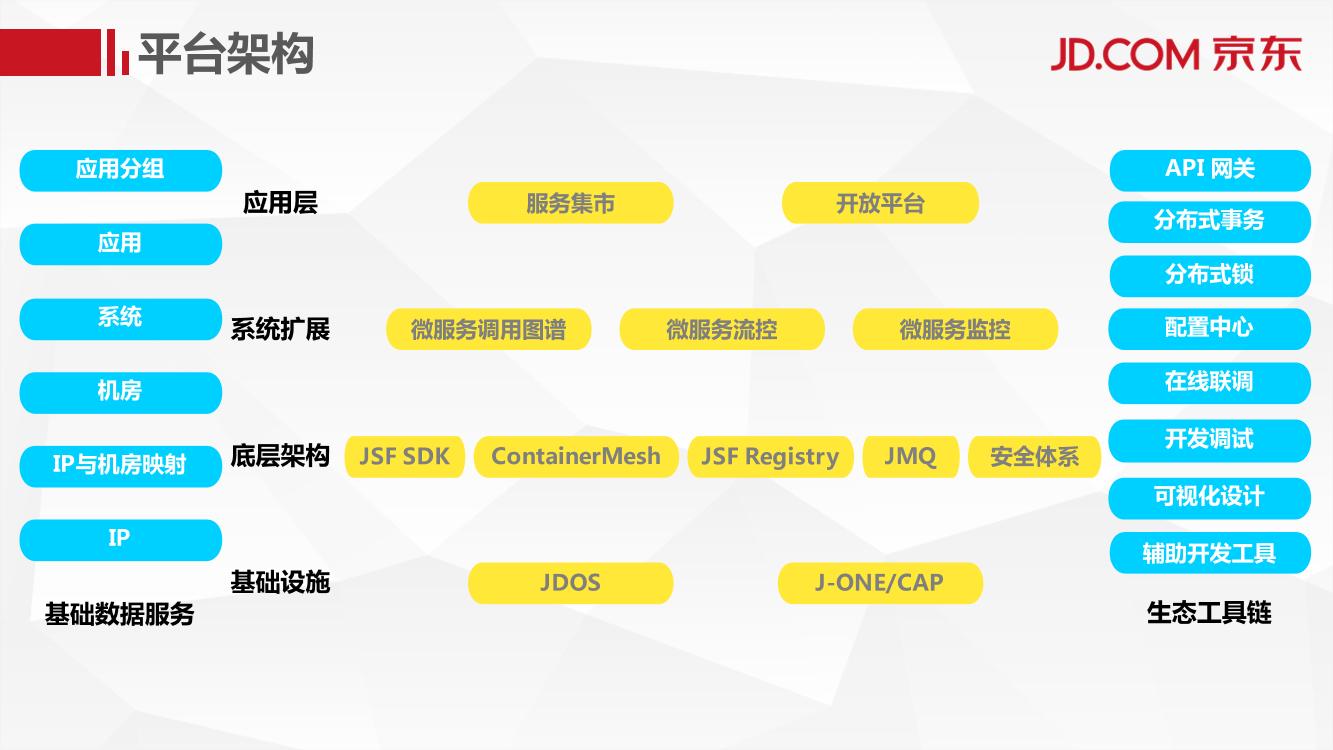 平台架构
JD.COM 京东
应用分组
应用
系统
机房
IP与机房映射
IP
基础数据服务
应用层
服务集市
开放平台
系统扩展
微服务调用图谱
微服务流控
微服务监控
底层架构
JSF SDK
ContainerMesh
JSF Registry
JMQ
安全体系
基础设施
JDOS
J-ONE/CAP
API 网关
分布式事务
分布式锁
配置中心
在线联调
开发调试
可视化设计
辅助开发工具
生态工具链